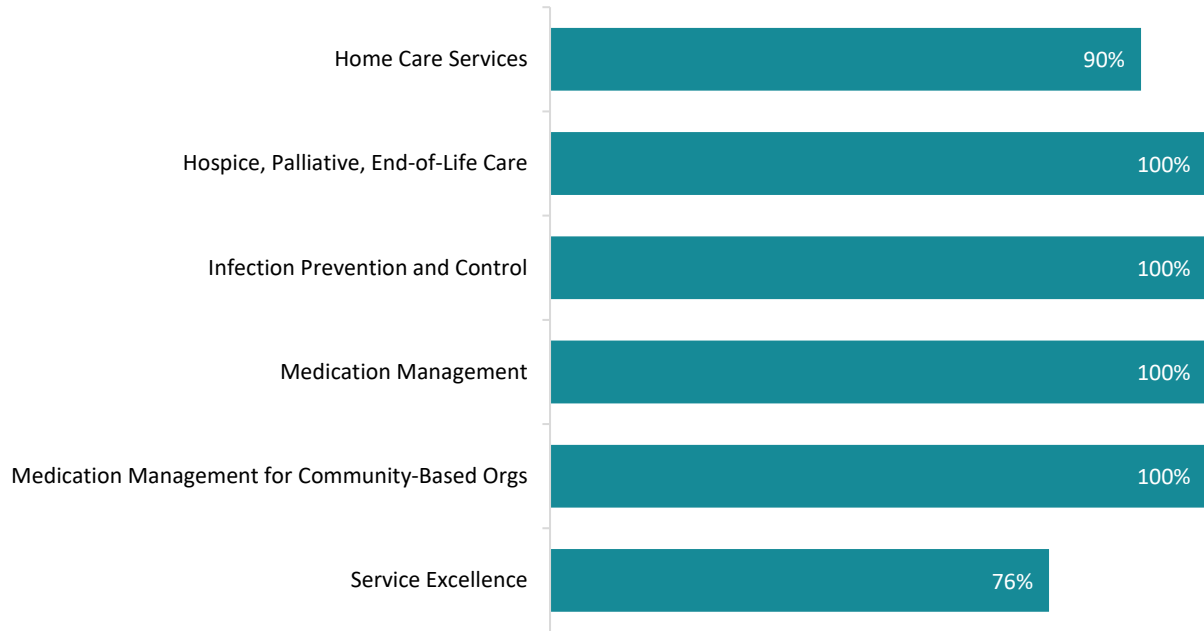 Home Care Services
90%
Hospice, Palliative, End-of-Life Care
100%
Infection Prevention and Control
100%
Medication Management
100%
Medication Management for Community-Based Orgs
100%
Service Excellence
76%